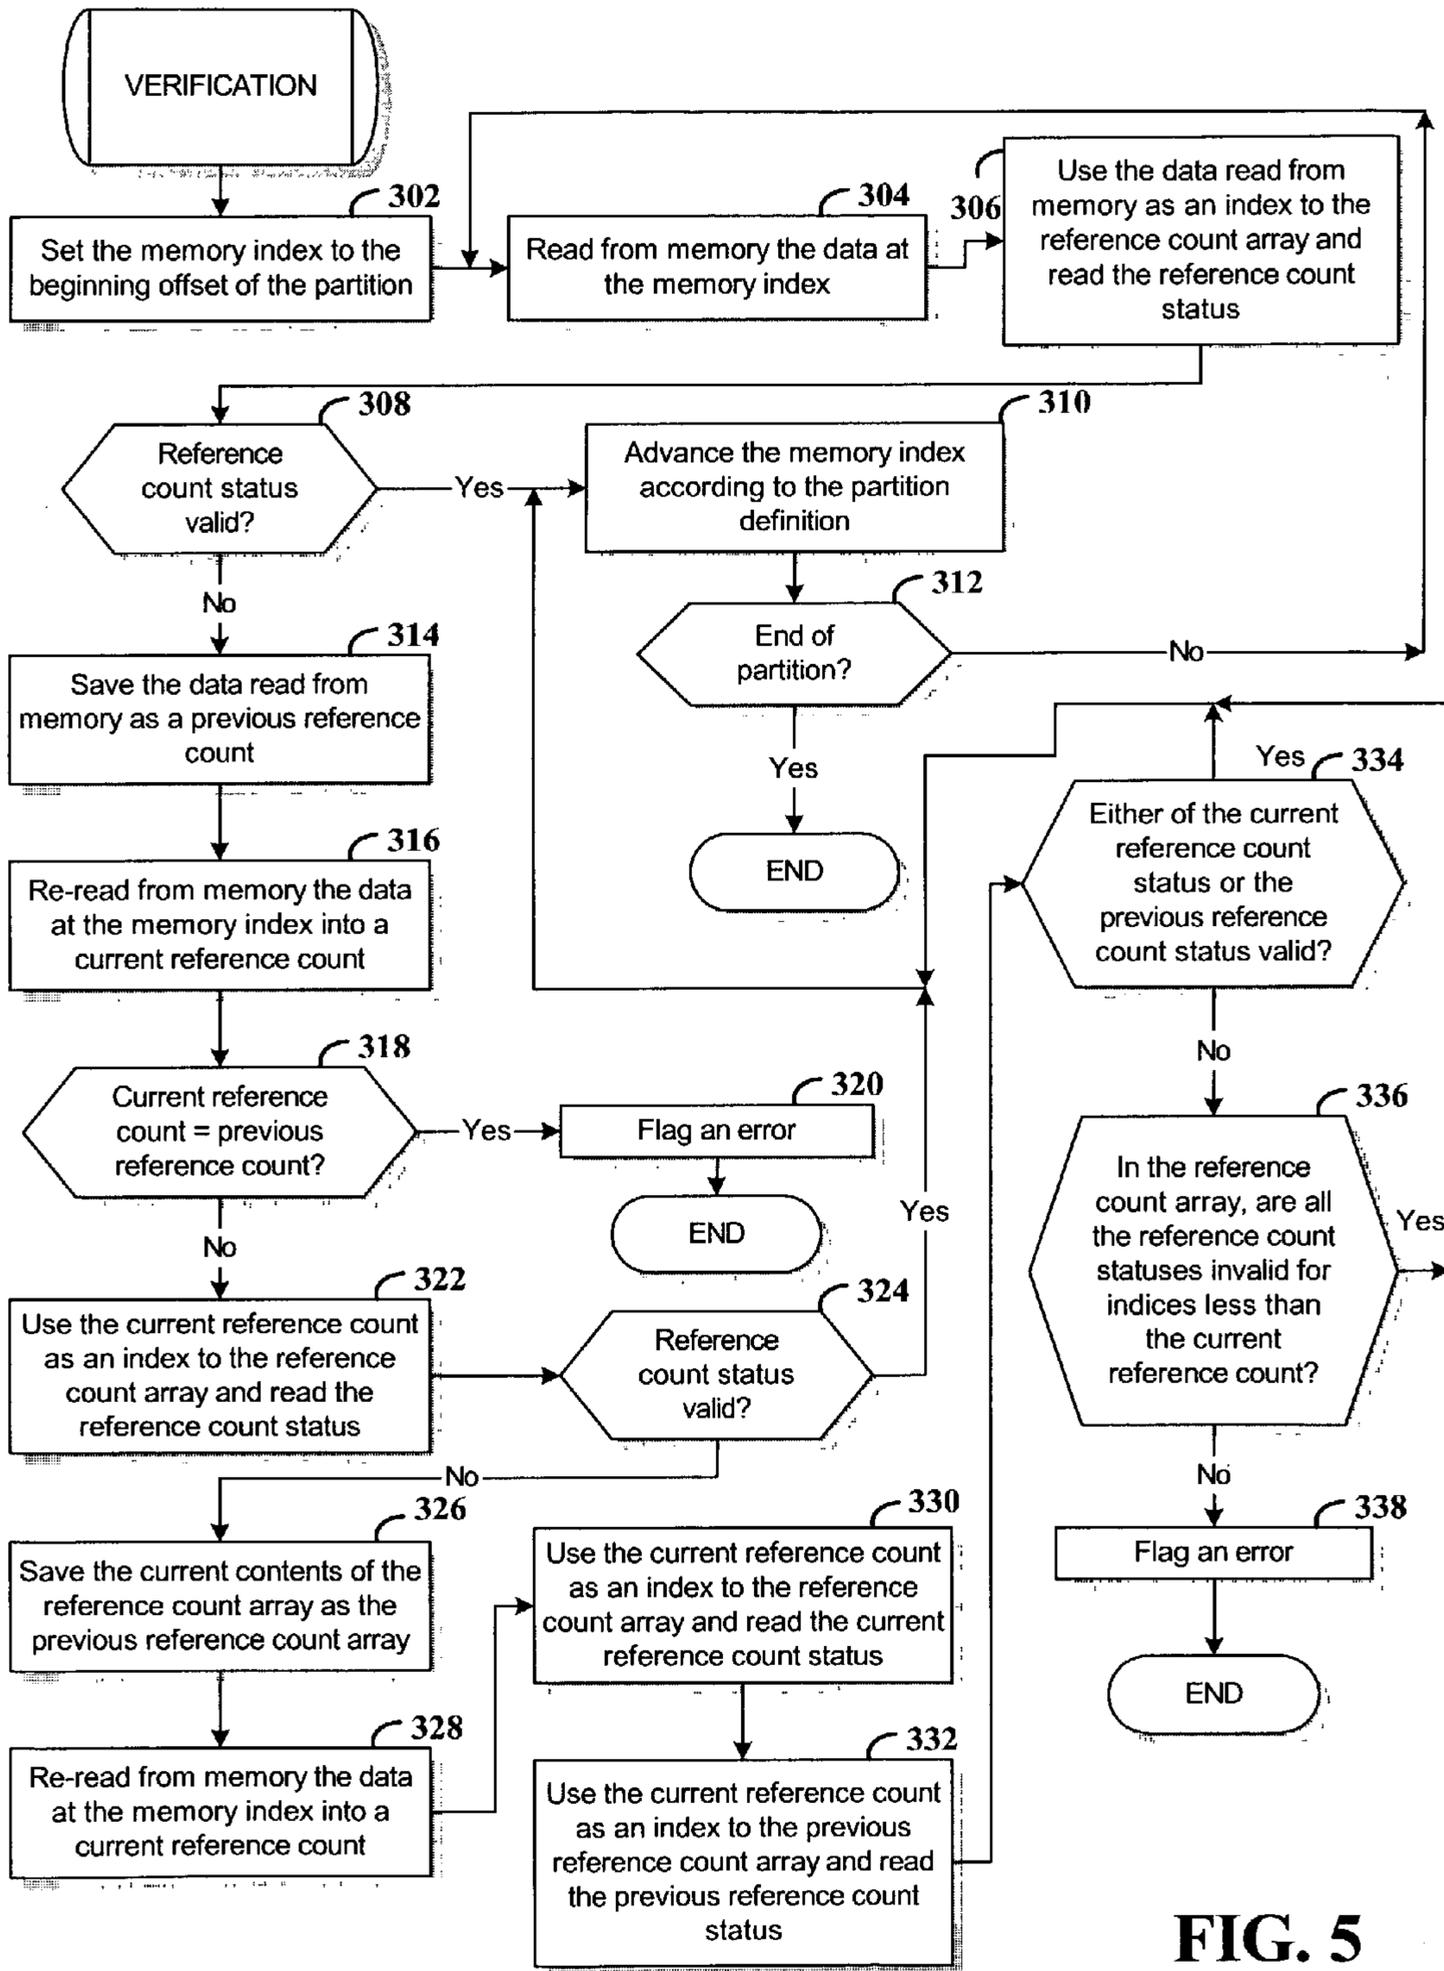 VERIFICATION
302
Set the memory index to the
beginning offset of the partition
304
Read from memory the data at
the memory index
306
Use the data read from
memory as an index to the
reference count array and
read the reference count
status
308
Reference
count status
valid?
Yes
No
310
Advance the memory index
according to the partition
definition
312
End of
partition?
No
Yes
END
314
Save the data read from
memory as a previous reference
count
316
Re-read from memory the data
at the memory index into a
current reference count
318
Current reference
count = previous
reference count?
Yes
No
320
Flag an error
END
322
Use the current reference count
as an index to the reference
count array and read the
reference count status
324
Reference
count status
valid?
Yes
No
326
Save the current contents of the
reference count array as the
previous reference count array
328
Re-read from memory the data
at the memory index into a
current reference count
330
Use the current reference count
as an index to the reference
count array and read the current
reference count status
332
Use the current reference count
as an index to the previous
reference count array and read
the previous reference count
status
Yes
334
Either of the current
reference count
status or the
previous reference
count status valid?
No
336
In the reference
count array, are all
the reference count
statuses invalid for
indices less than
the current
reference count?
Yes
No
338
Flag an error
END
FIG. 5